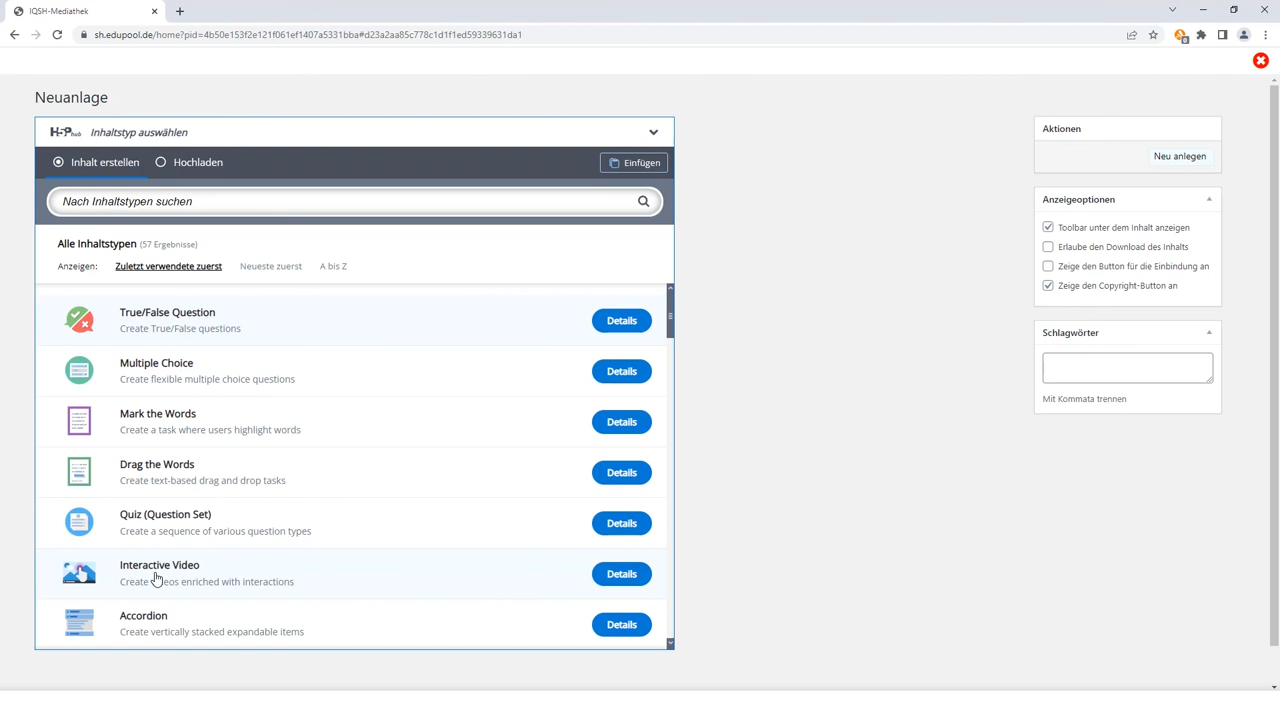 IQSH-Mediathek
sh.edupool.de/home?pid=4b50e153f2e121f061ef1407a5331bba#d23a2aa85c778c1d1f1ed59339631da1
Neuanlage
H5P hub Inhaltstyp auswählen
Inhalt erstellen Hochladen Einfügen
Nach Inhaltstypen suchen
Alle Inhaltstypen (57 Ergebnisse)
Anzeigen: Zuletzt verwendete zuerst Neueste zuerst A bis Z
True/False Question
Create True/False questions
Details
Multiple Choice
Create flexible multiple choice questions
Details
Mark the Words
Create a task where users highlight words
Details
Drag the Words
Create text-based drag and drop tasks
Details
Quiz (Question Set)
Create a sequence of various question types
Details
Interactive Video
Create videos enriched with interactions
Details
Accordion
Create vertically stacked expandable items
Details
Aktionen
Neu anlegen
Anzeigeoptionen
Toolbar unter dem Inhalt anzeigen
Erlaube den Download des Inhalts
Zeige den Button für die Einbindung an
Zeige den Copyright-Button an
Schlagwörter
Mit Kommata trennen